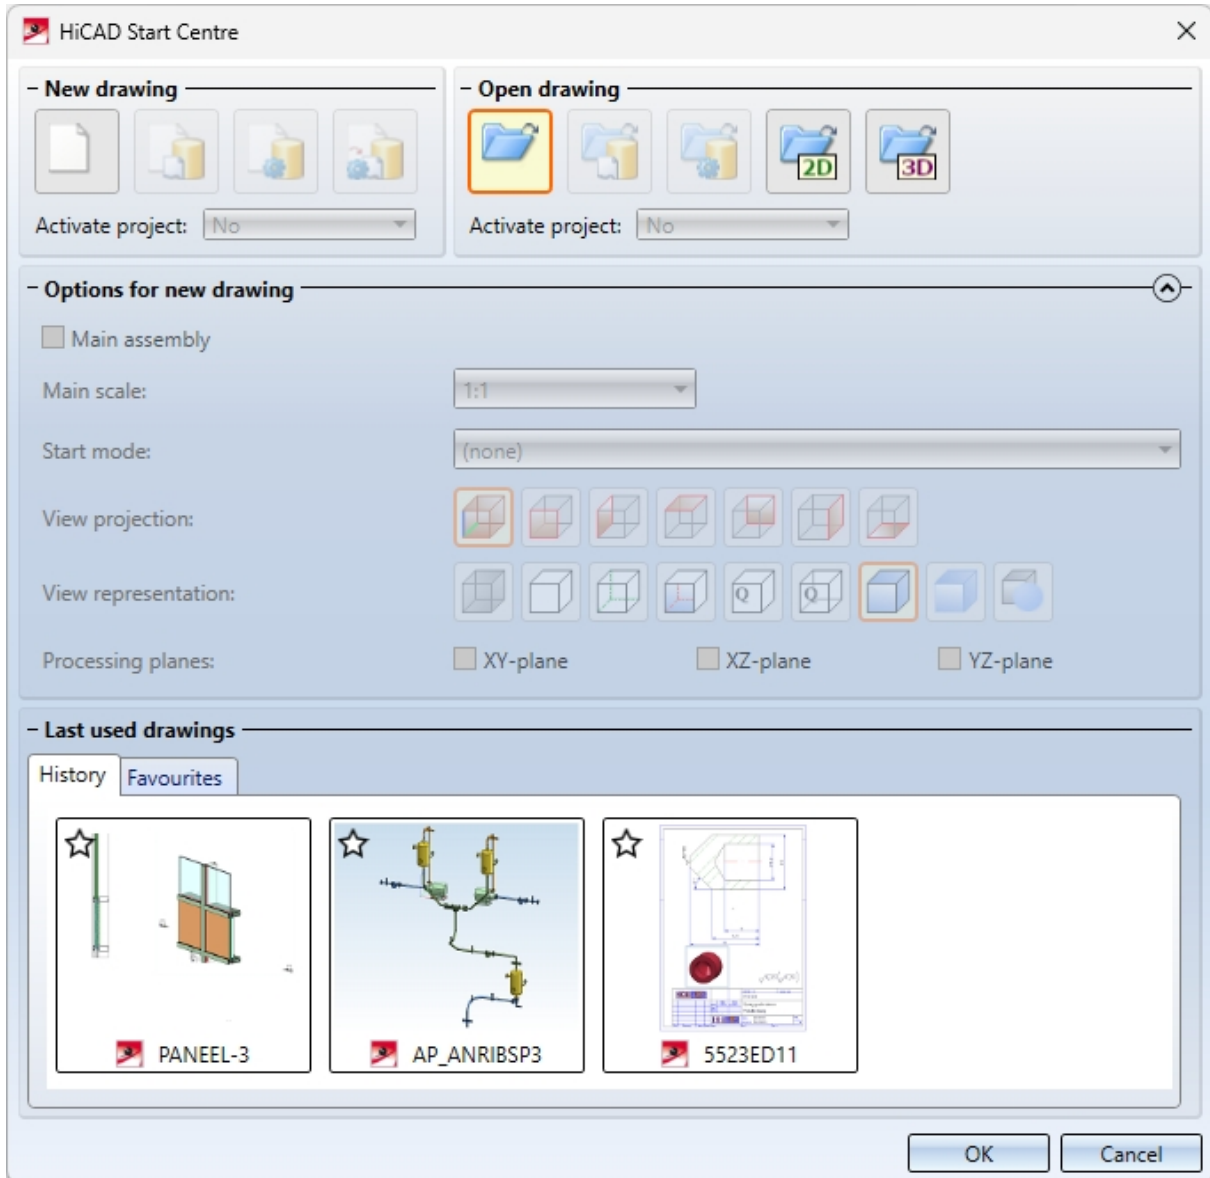 HiCAD Start Centre
New drawing
Open drawing
2D
3D
Activate project: No
Activate project: No
Options for new drawing
Main assembly
Main scale: 1:1
Start mode: (none)
View projection:
View representation:
Q Q
Processing planes: XY-plane XZ-plane YZ-plane
Last used drawings
History Favourites
PANEEL-3 AP_ANRIBSP3 5523ED11
OK Cancel